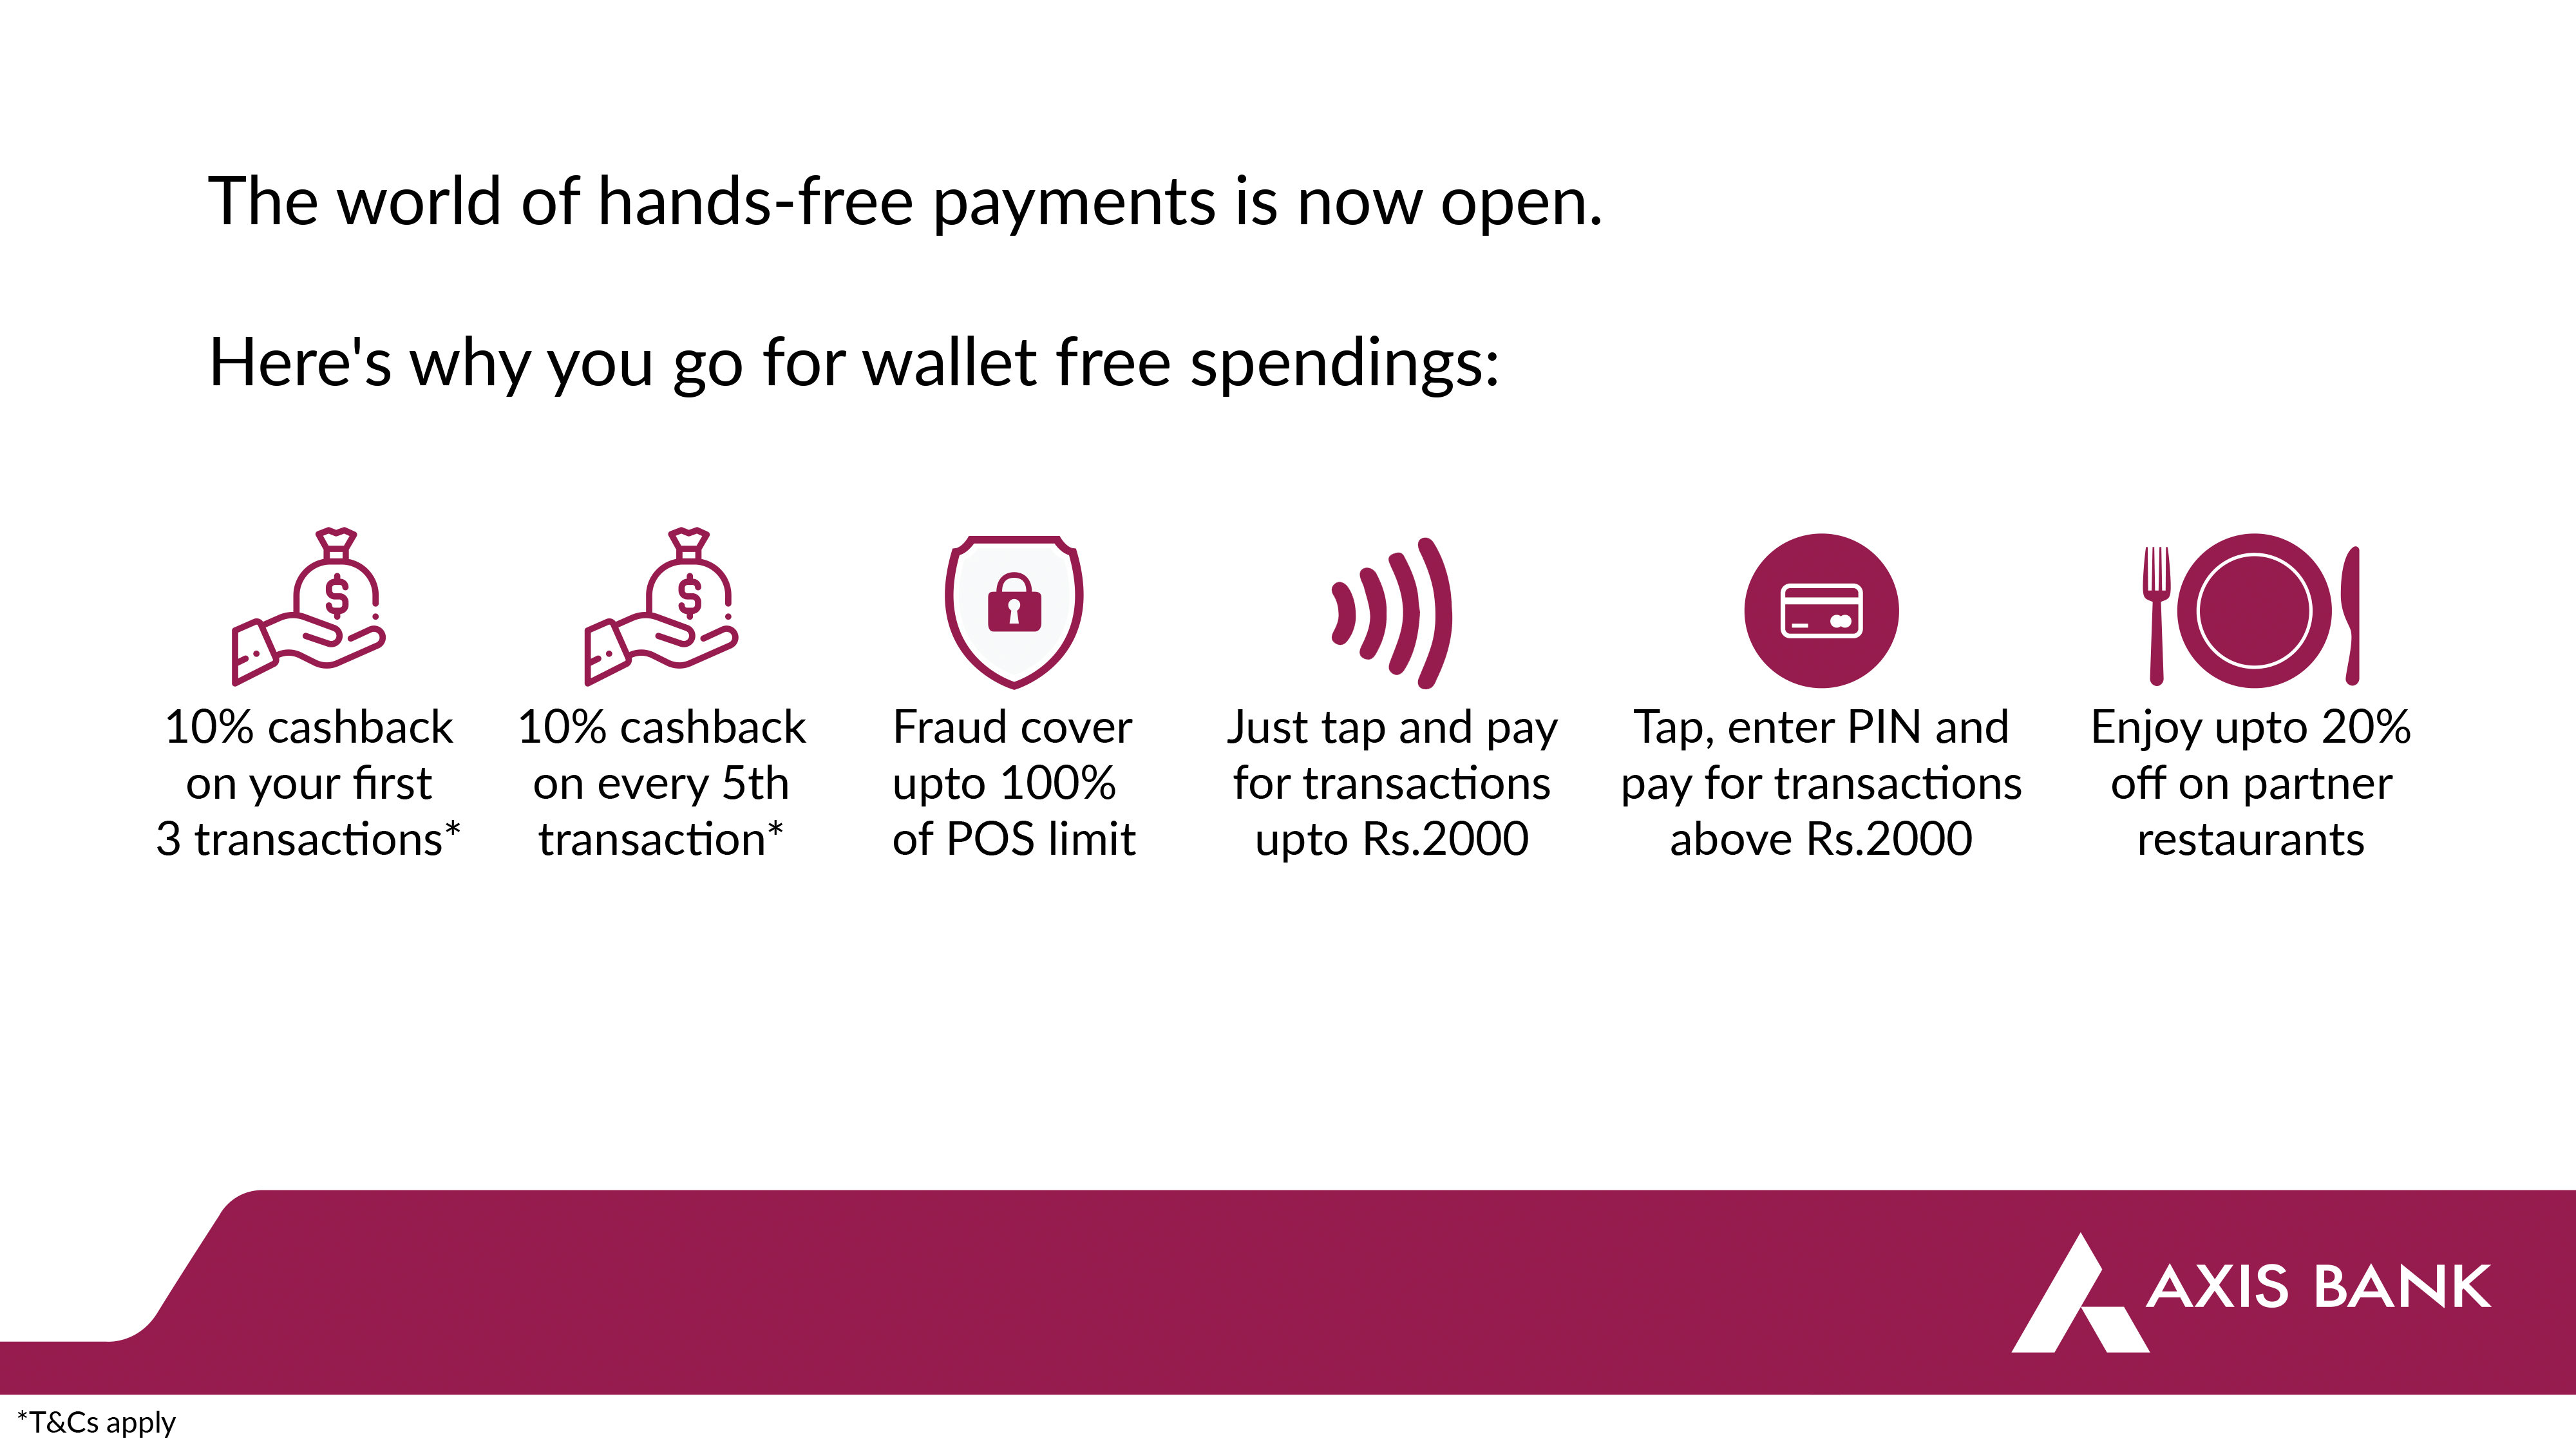 The world of hands-free payments is now open.
Here's why you go for wallet free spendings:
10% cashback
on your first
3 transactions*
10% cashback
on every 5th
transaction*
Fraud cover
upto 100%
of POS limit
Just tap and pay
for transactions
upto Rs.2000
Tap, enter PIN and
pay for transactions
above Rs.2000
Enjoy upto 20%
off on partner
restaurants
AXIS BANK
*T&Cs apply